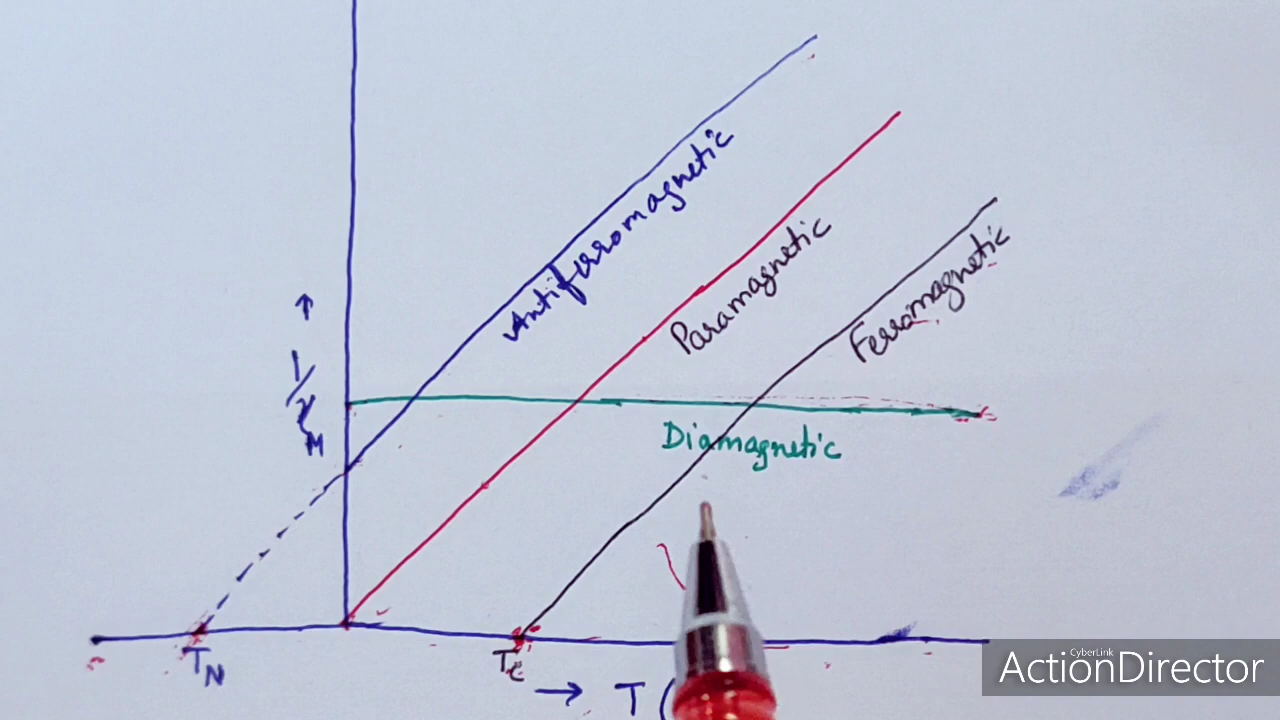 Antiferromagnetic
Paramagnetic
Ferromagnetic
1/χM
Diamagnetic
TN
TC
→ T (
CyberLink
ActionDirector